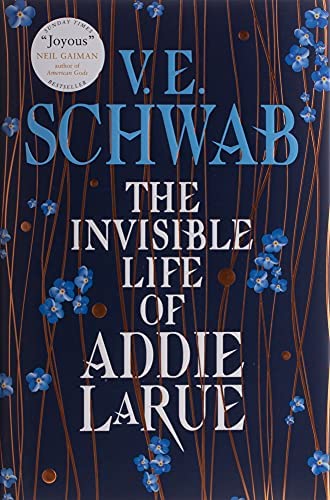 SUNDAY TIMES
“Joyous”
NEIL GAIMAN
author of
American Gods
BESTSELLER
V. E.
SCHWAB
THE
INVISIBLE
LIFE
OF
ADDIE
LARUE